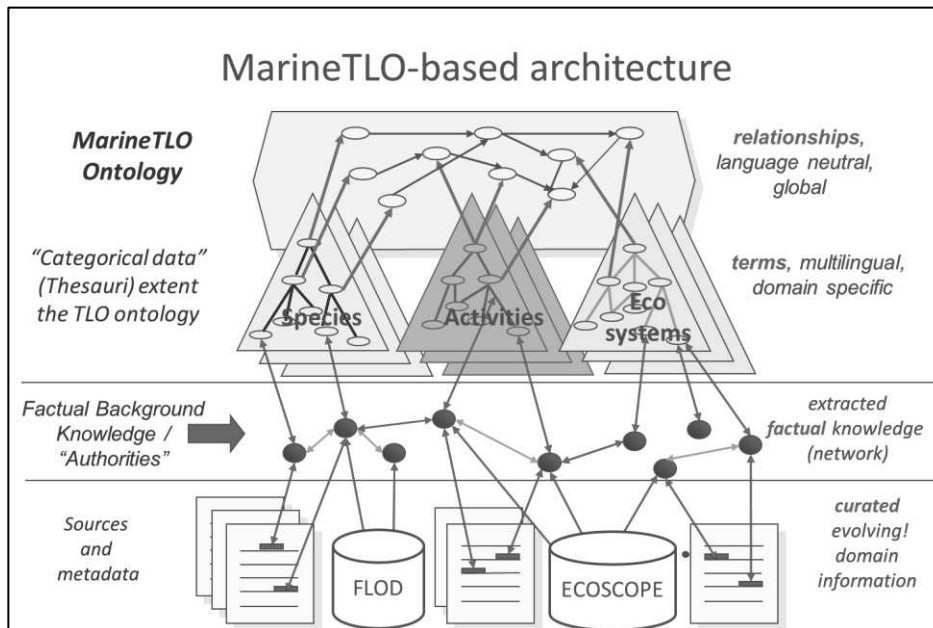 MarineTLO-based architecture
MarineTLO
Ontology
relationships,
language neutral,
global
“Categorical data”
(Thesauri) extent
the TLO ontology
terms, multilingual,
domain specific
Species
Activities
Eco
systems
Factual Background
Knowledge /
“Authorities”
extracted
factual knowledge
(network)
Sources
and
metadata
FLOD
ECOSCOPE
curated
evolving!
domain
information